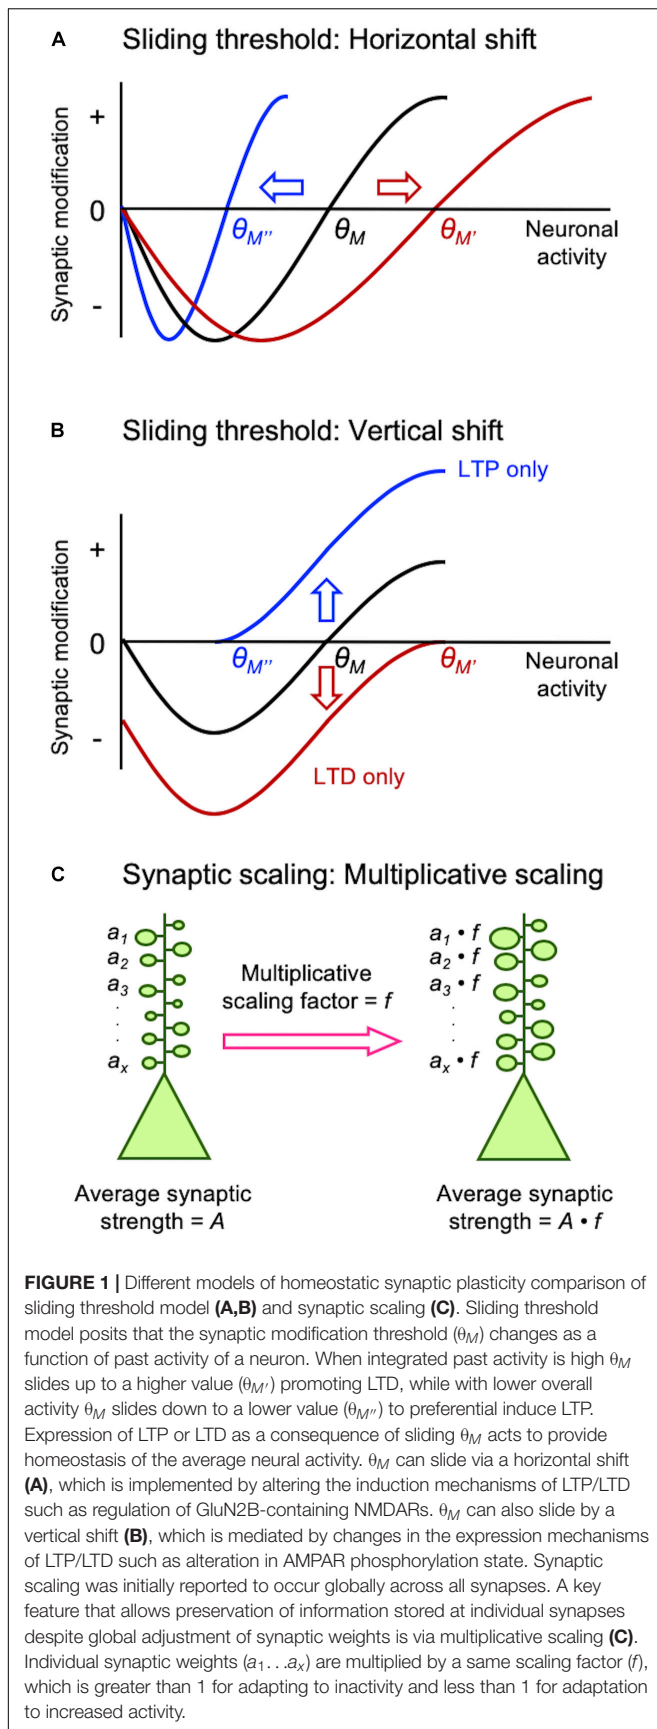 A Sliding threshold: Horizontal shift
Synaptic modification
+
0
-
θM'' θM θM' Neuronal
activity
B Sliding threshold: Vertical shift
LTP only
Synaptic modification
+
0
-
θM'' θM θM' Neuronal
activity
LTD only
C Synaptic scaling: Multiplicative scaling
a1
a2
a3
.
.
.
ax
Multiplicative
scaling factor = f
a1 • f
a2 • f
a3 • f
.
.
.
ax • f
Average synaptic
strength = A
Average synaptic
strength = A • f
FIGURE 1 | Different models of homeostatic synaptic plasticity comparison of
sliding threshold model (A,B) and synaptic scaling (C). Sliding threshold
model posits that the synaptic modification threshold (θM) changes as a
function of past activity of a neuron. When integrated past activity is high θM
slides up to a higher value (θM') promoting LTD, while with lower overall
activity θM slides down to a lower value (θM'') to preferential induce LTP.
Expression of LTP or LTD as a consequence of sliding θM acts to provide
homeostasis of the average neural activity. θM can slide via a horizontal shift
(A), which is implemented by altering the induction mechanisms of LTP/LTD
such as regulation of GluN2B-containing NMDARs. θM can also slide by a
vertical shift (B), which is mediated by changes in the expression mechanisms
of LTP/LTD such as alteration in AMPAR phosphorylation state. Synaptic
scaling was initially reported to occur globally across all synapses. A key
feature that allows preservation of information stored at individual synapses
despite global adjustment of synaptic weights is via multiplicative scaling (C).
Individual synaptic weights (a1...ax) are multiplied by a same scaling factor (f),
which is greater than 1 for adapting to inactivity and less than 1 for adaptation
to increased activity.